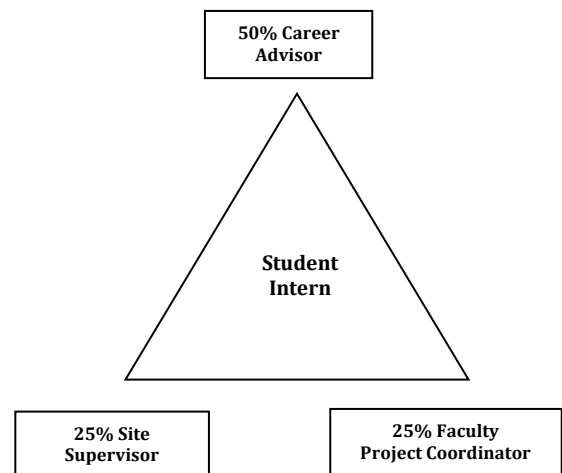 50% Career
Advisor
Student
Intern
25% Site
Supervisor
25% Faculty
Project Coordinator